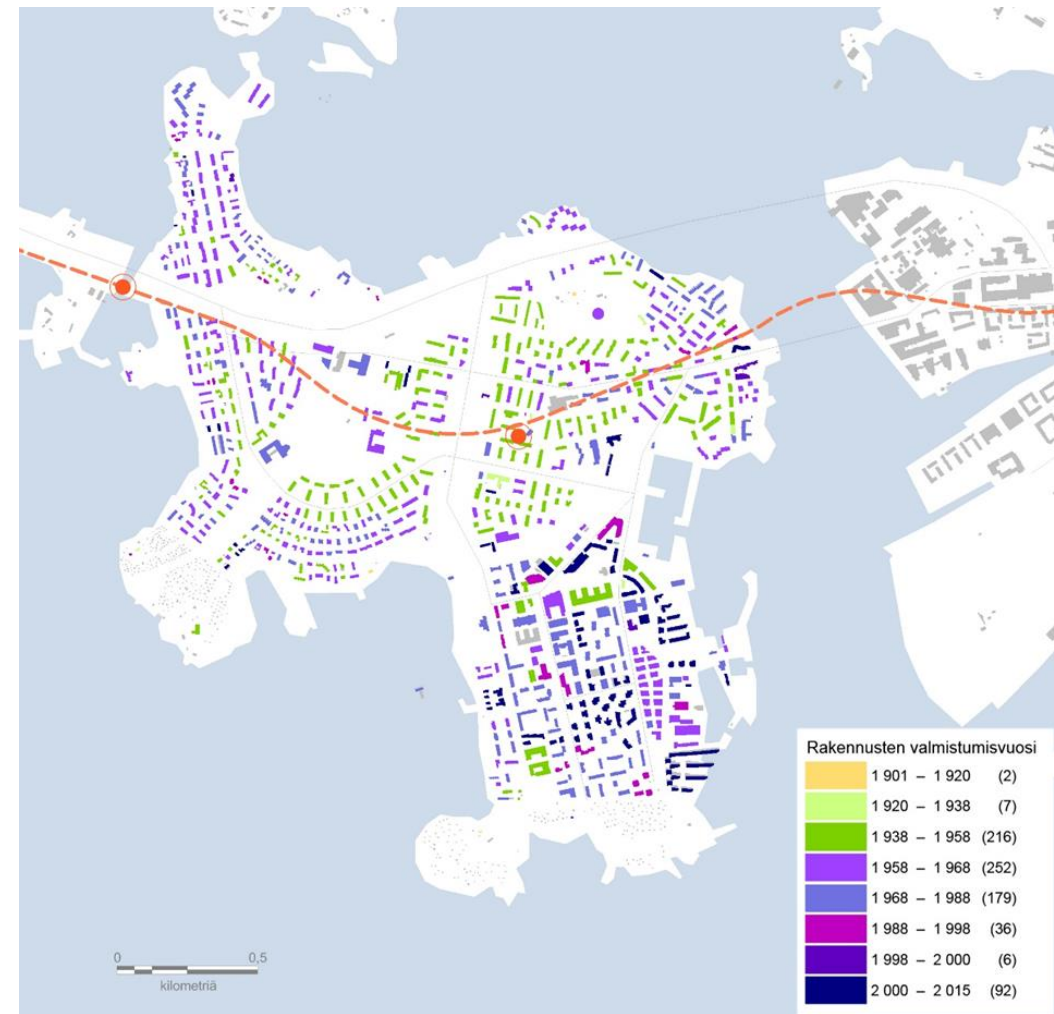 Rakennusten valmistumisvuosi
1 901 – 1 920 (2)
1 920 – 1 938 (7)
1 938 – 1 958 (216)
1 958 – 1 968 (252)
1 968 – 1 988 (179)
1 988 – 1 998 (36)
1 998 – 2 000 (6)
2 000 – 2 015 (92)
0 0,5
kilometriä